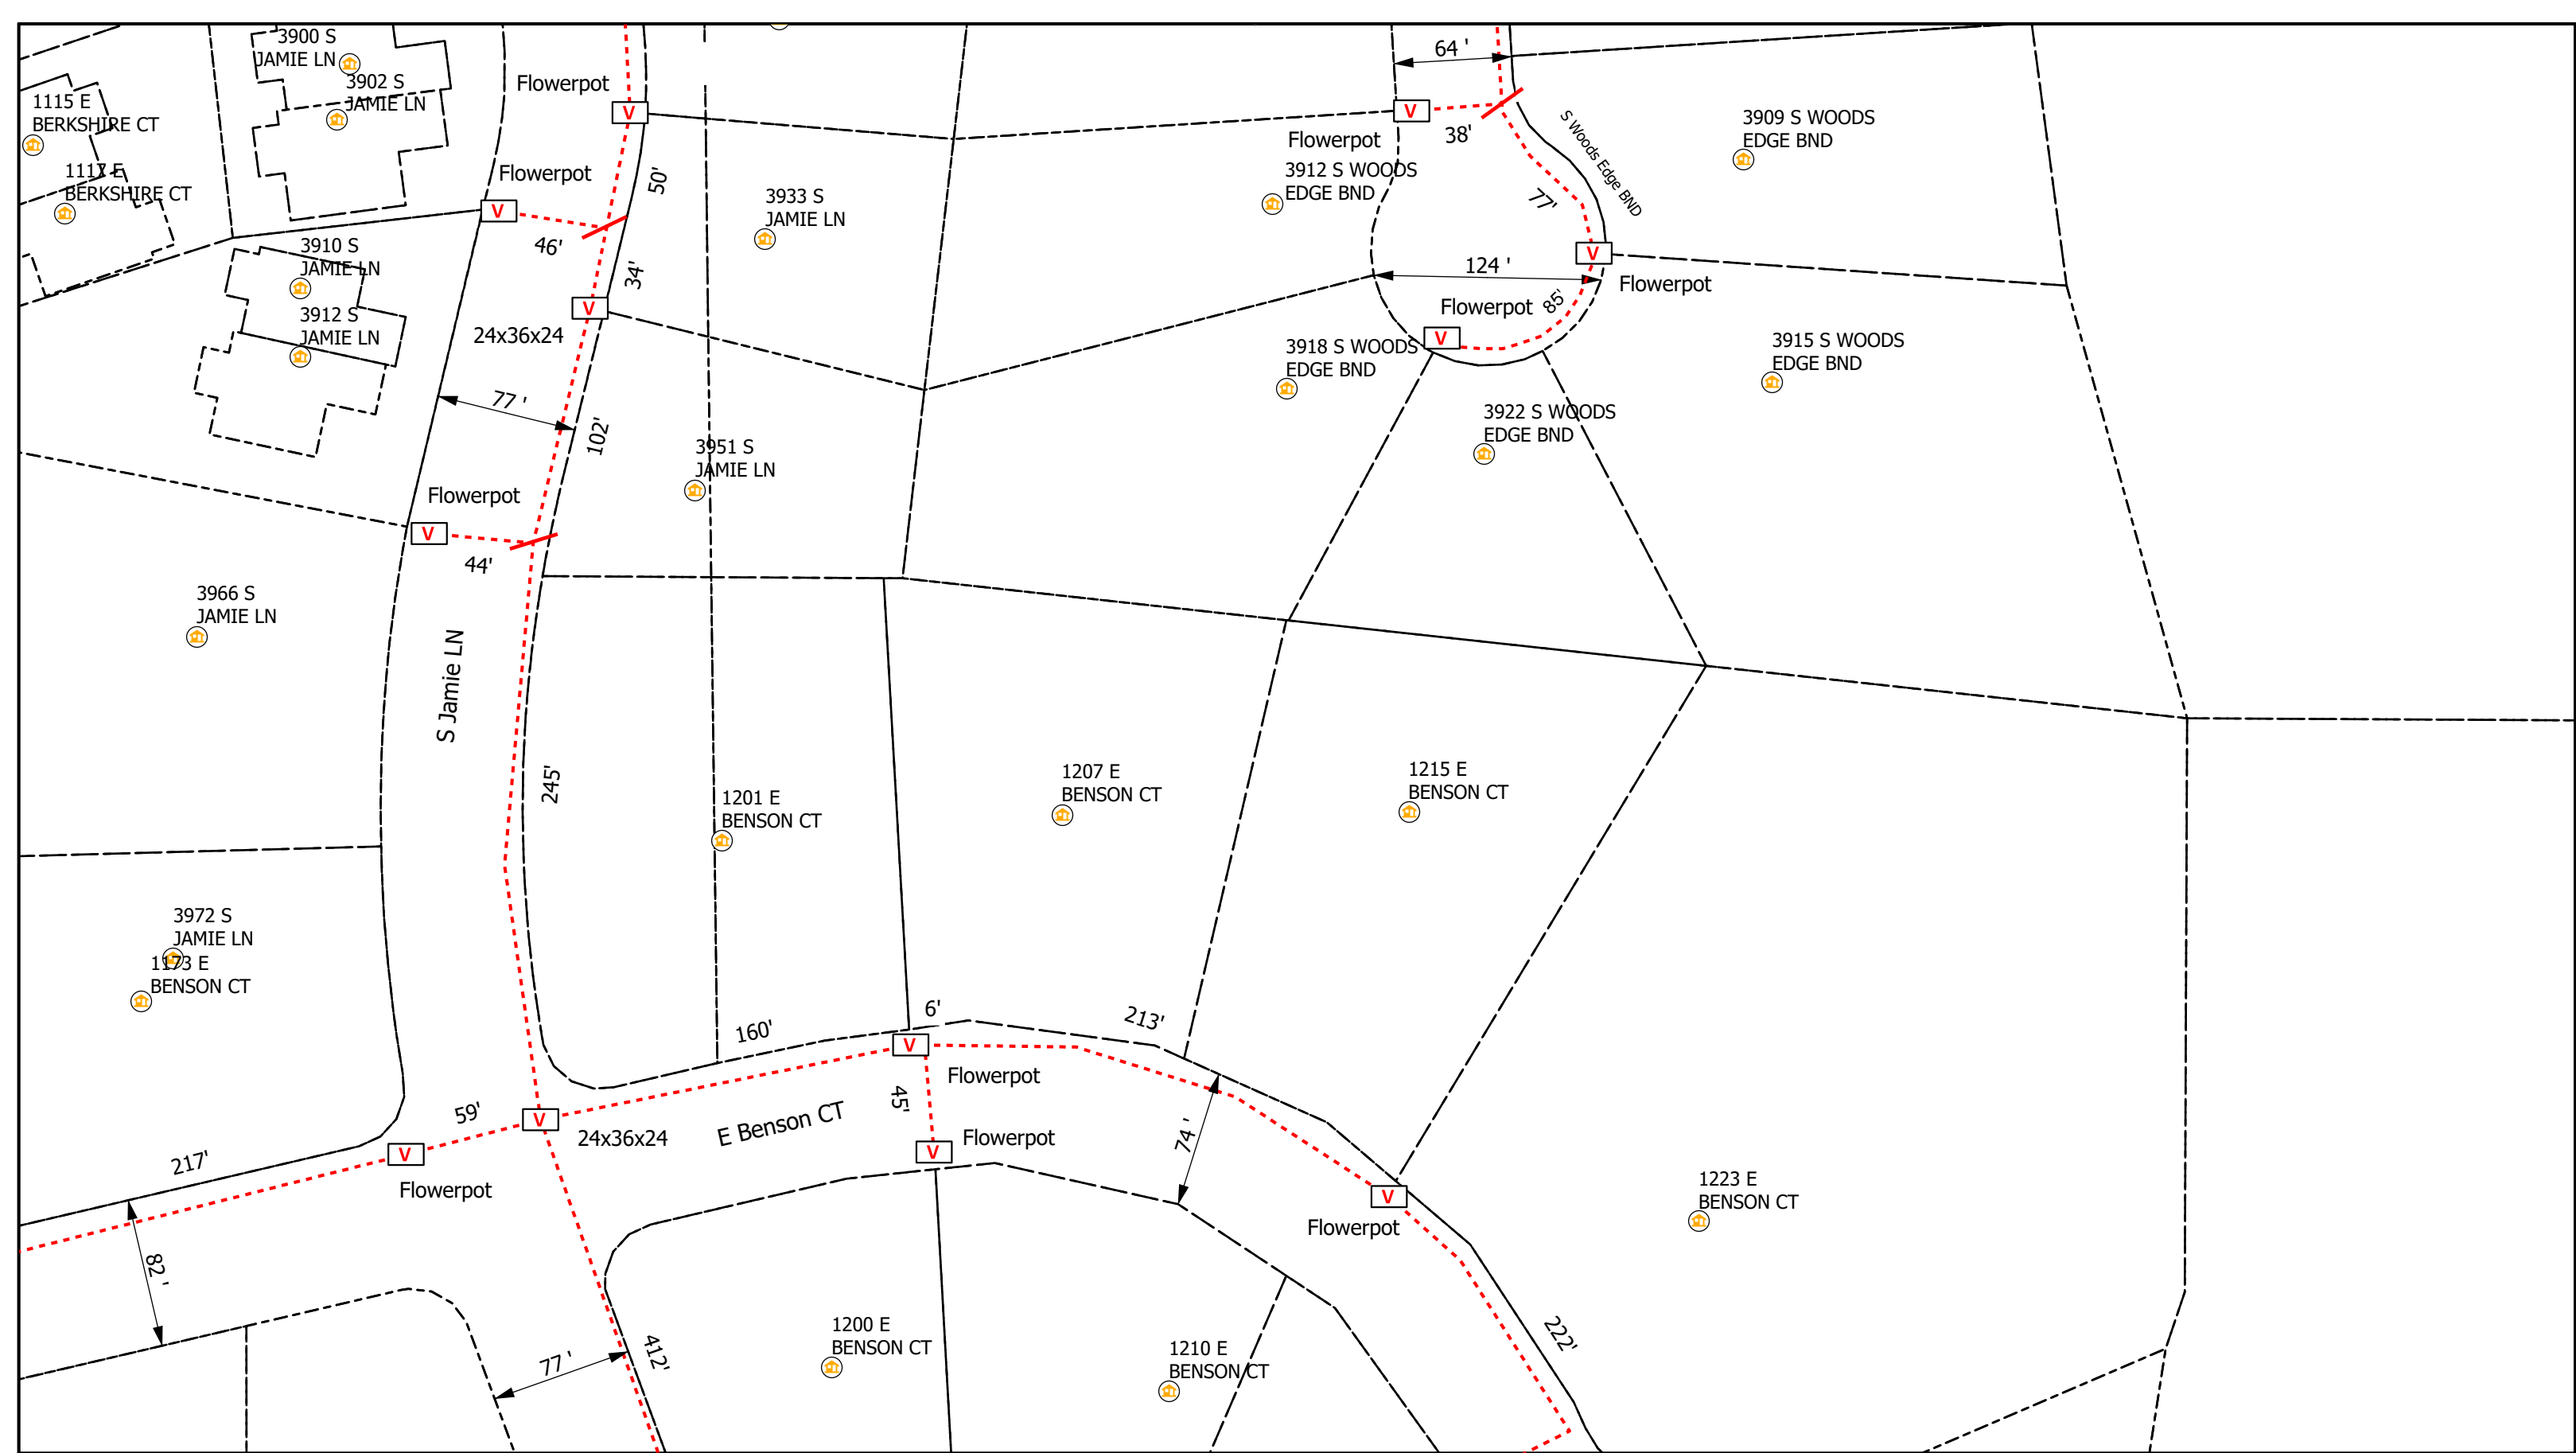 3900 S
JAMIE LN
3902 S
JAMIE LN
1115 E
BERKSHIRE CT
1117 E
BERKSHIRE CT
Flowerpot
V
Flowerpot
V
46'
50'
34'
3933 S
JAMIE LN
3910 S
JAMIE LN
3912 S
JAMIE LN
V
24x36x24
77 '
102'
3951 S
JAMIE LN
Flowerpot
V
44'
64 '
V
38'
Flowerpot
3912 S WOODS
EDGE BND
S Woods Edge BND
3909 S WOODS
EDGE BND
77'
V
Flowerpot
124 '
Flowerpot
85'
V
3918 S WOODS
EDGE BND
3915 S WOODS
EDGE BND
3922 S WOODS
EDGE BND
3966 S
JAMIE LN
S Jamie LN
245'
1201 E
BENSON CT
1207 E
BENSON CT
1215 E
BENSON CT
3972 S
JAMIE LN
1173 E
BENSON CT
160'
6'
213'
V
Flowerpot
45'
59'
V
24x36x24
E Benson CT
V
Flowerpot
74 '
217'
V
Flowerpot
V
Flowerpot
1223 E
BENSON CT
82 '
77 '
412'
1200 E
BENSON CT
1210 E
BENSON CT
222'